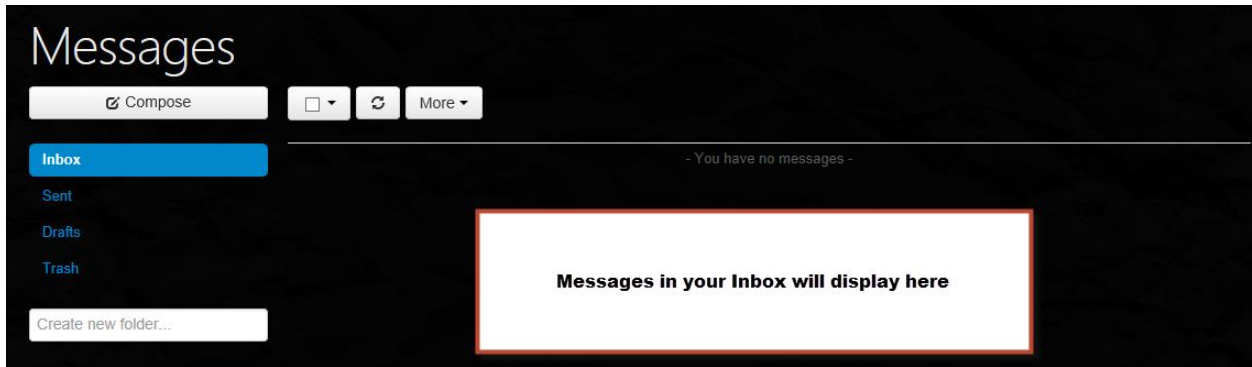 Messages
Compose
More
Inbox
- You have no messages -
Sent
Drafts
Trash
Messages in your Inbox will display here
Create new folder...